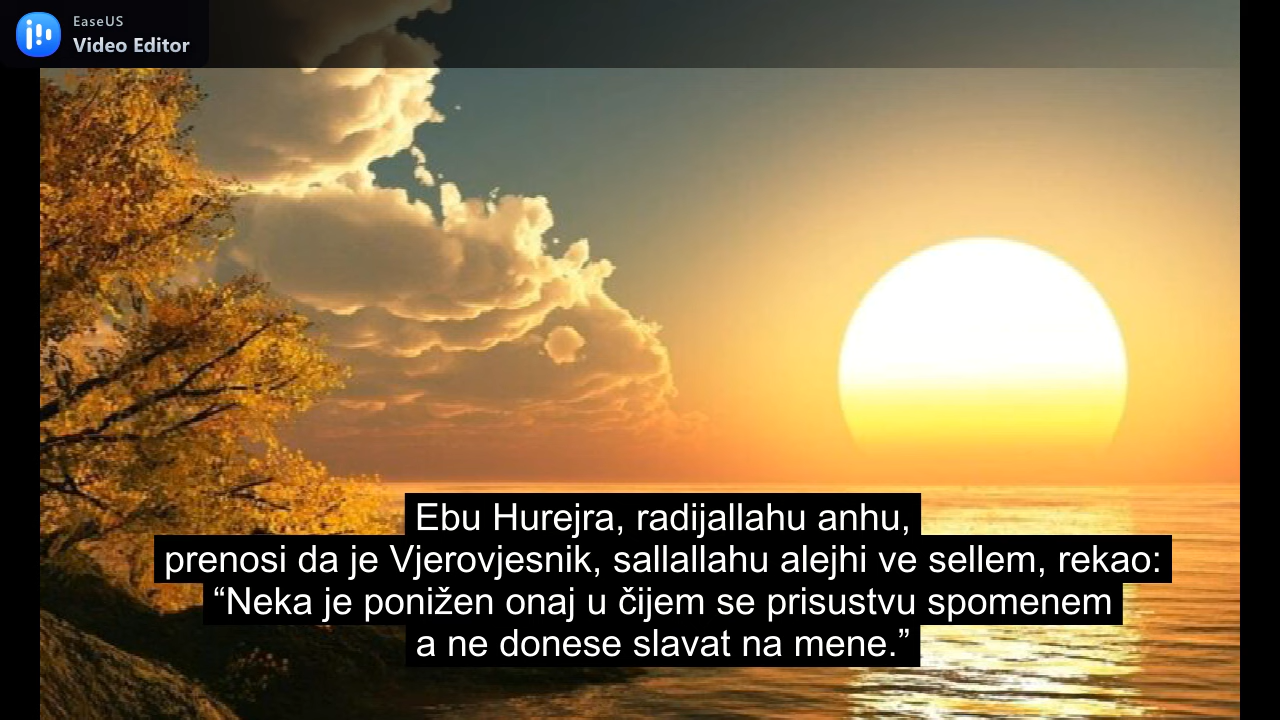 EaseUS
Video Editor
Ebu Hurejra, radijallahu anhu,
prenosi da je Vjerovjesnik, sallallahu alejhi ve sellem, rekao:
“Neka je ponižen onaj u čijem se prisustvu spomenem
a ne donese slavat na mene.”